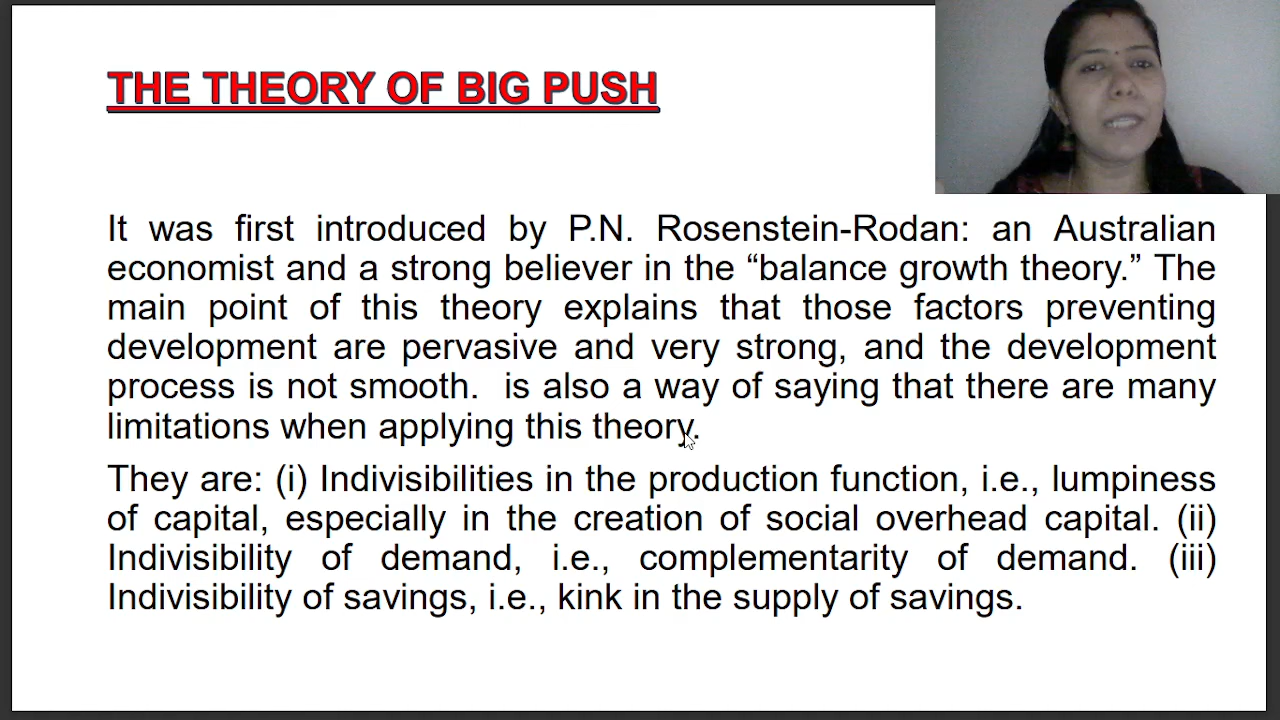 THE THEORY OF BIG PUSH
It was first introduced by P.N. Rosenstein-Rodan: an Australian
economist and a strong believer in the “balance growth theory.” The
main point of this theory explains that those factors preventing
development are pervasive and very strong, and the development
process is not smooth.  is also a way of saying that there are many
limitations when applying this theory.
They are: (i) Indivisibilities in the production function, i.e., lumpiness
of capital, especially in the creation of social overhead capital. (ii)
Indivisibility of demand, i.e., complementarity of demand. (iii)
Indivisibility of savings, i.e., kink in the supply of savings.